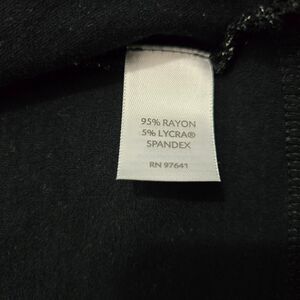 95% RAYON
5% LYCRA®
SPANDEX
RN 97641